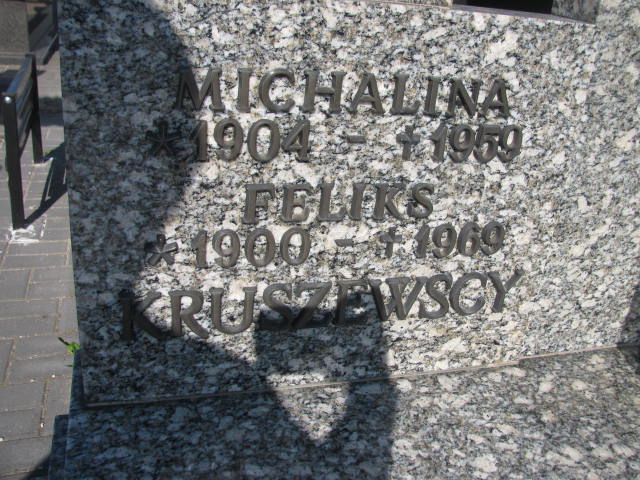 MICHALINA
*1904 - †1959
FELIKS
*1900 - †1969
KRUSZEWSCY